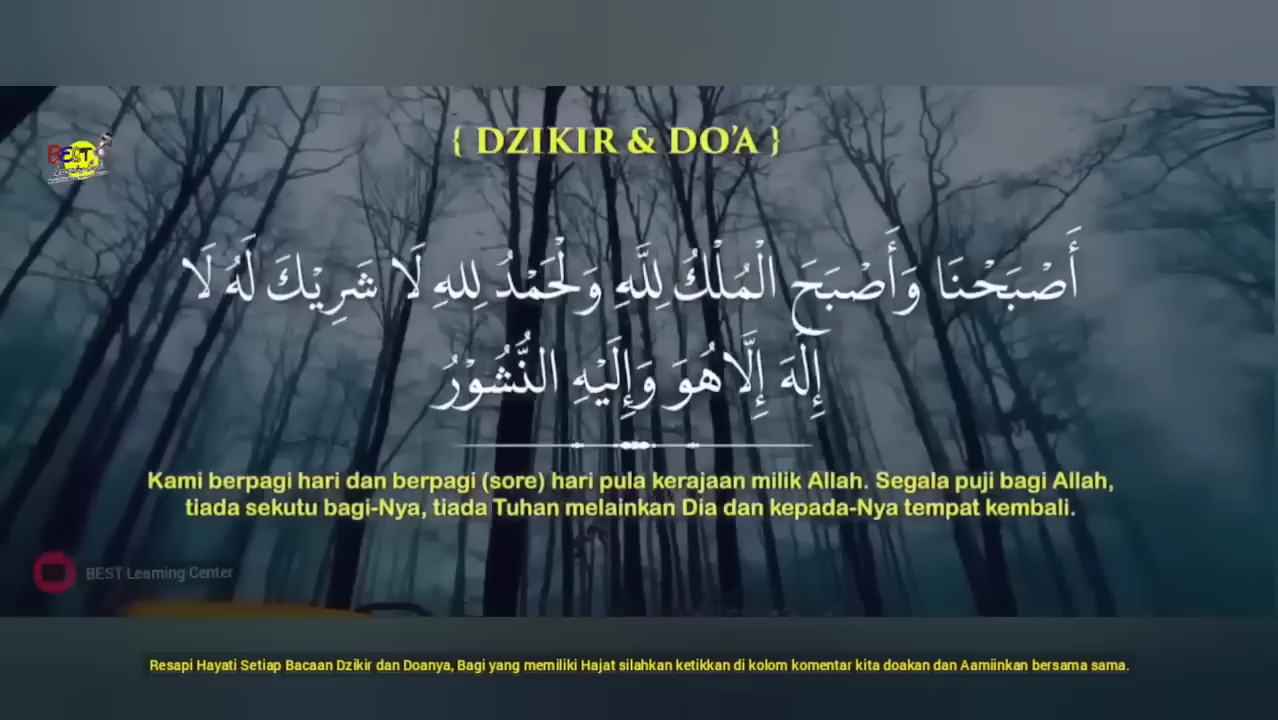 { DZIKIR & DO'A }
BEST
أَصْبَحْنَا وَأَصْبَحَ الْمُلْكُ لِلَّهِ وَلْحَمْدُ لِلهِ لَا شَرِيْكَ لَهُ لَا
إِلَهَ إِلَّا هُوَ وَإِلَيْهِ النُّشُوْرُ
Kami berpagi hari dan berpagi (sore) hari pula kerajaan milik Allah. Segala puji bagi Allah,
tiada sekutu bagi-Nya, tiada Tuhan melainkan Dia dan kepada-Nya tempat kembali.
BEST Learning Center
Resapi Hayati Setiap Bacaan Dzikir dan Doanya, Bagi yang memiliki Hajat silahkan ketikkan di kolom komentar kita doakan dan Aamiinkan bersama sama.